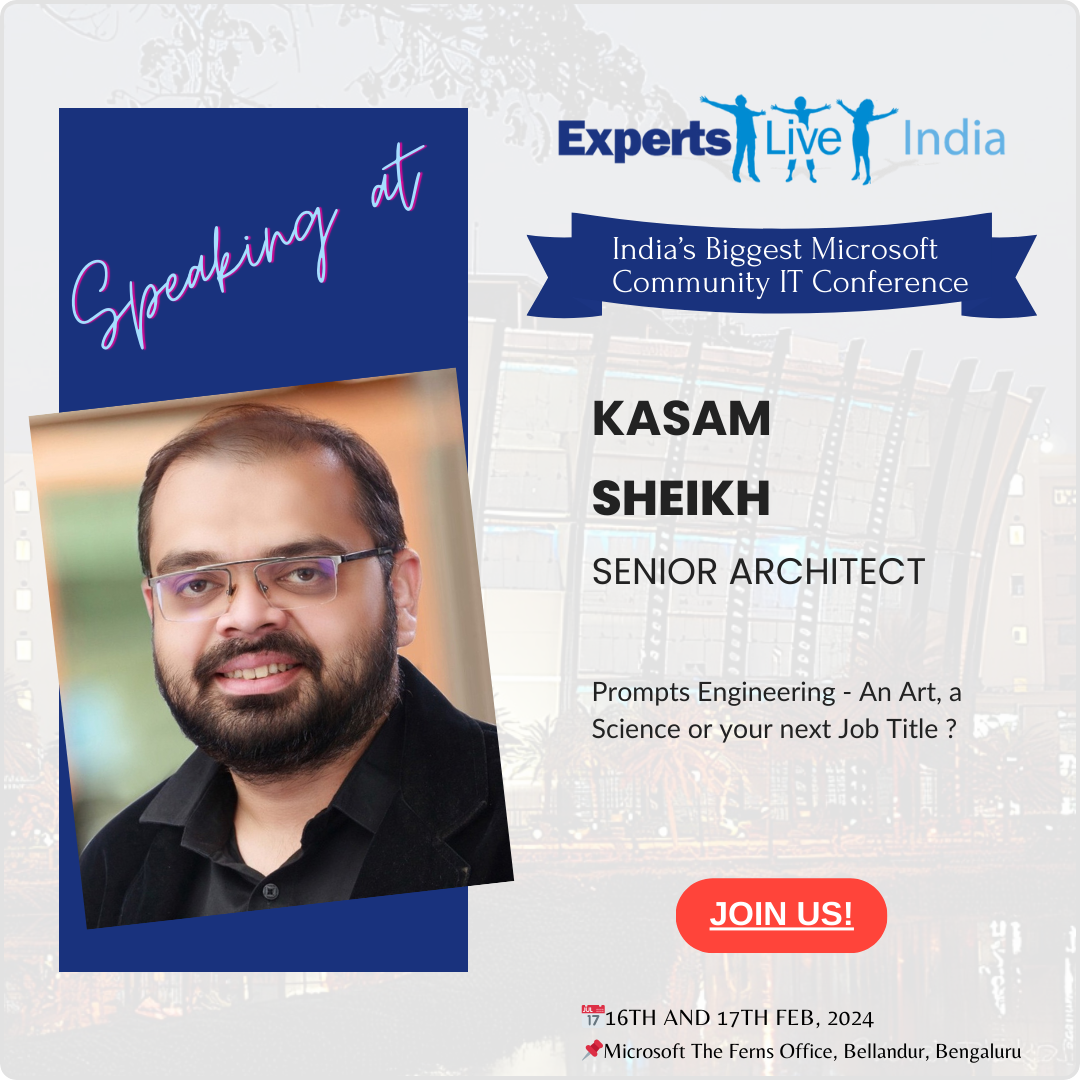 Speaking at
Experts Live India
India’s Biggest Microsoft
Community IT Conference
KASAM
SHEIKH
SENIOR ARCHITECT
Prompts Engineering - An Art, a
Science or your next Job Title ?
JOIN US!
JUL
17
16TH AND 17TH FEB, 2024
Microsoft The Ferns Office, Bellandur, Bengaluru